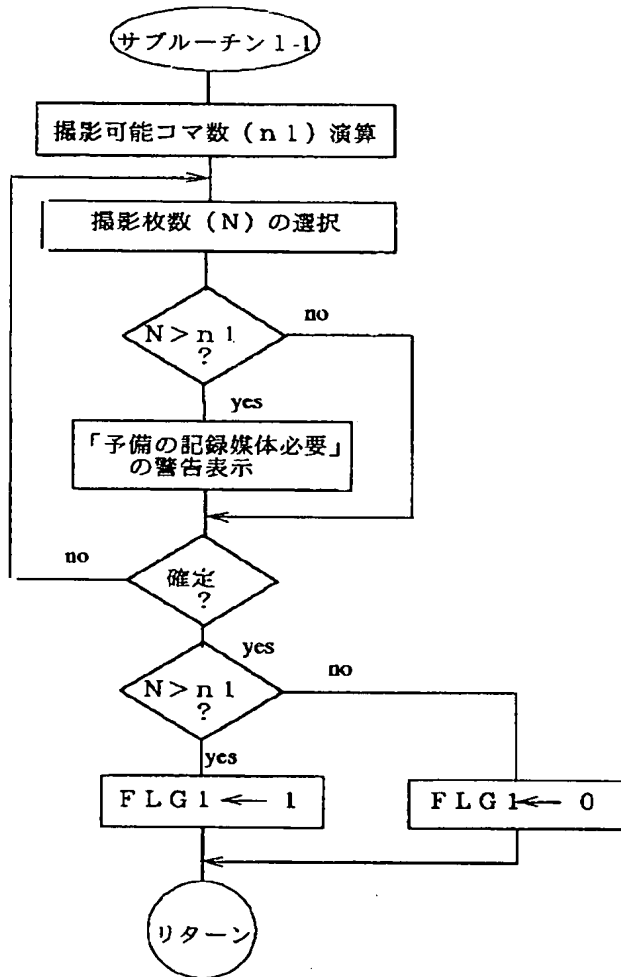 サブルーチン1-1
撮影可能コマ数(n1)演算
撮影枚数(N)の選択
N>n1
?
no
yes
「予備の記録媒体必要」
の警告表示
no
確定
?
yes
N>n1
?
no
yes
FLG1← 1
FLG1← 0
リターン